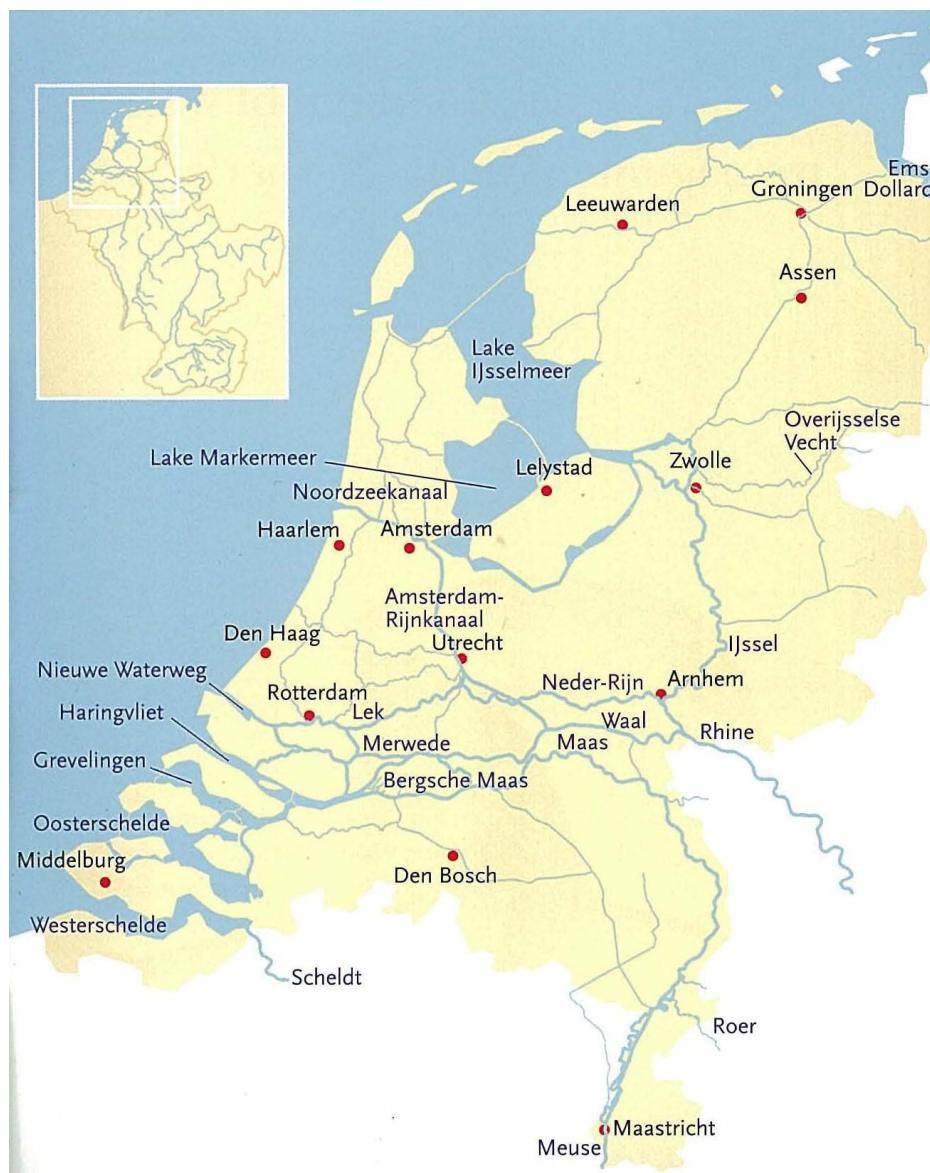 Ems
Dollard
Groningen
Leeuwarden
Assen
Lake
IJsselmeer
Overijsselse
Vecht
Lake Markermeer
Lelystad
Zwolle
Noordzeekanaal
Haarlem
Amsterdam
Amsterdam-
Rijnkanaal
Den Haag
Utrecht
IJssel
Nieuwe Waterweg
Neder-Rijn
Arnhem
Rotterdam
Lek
Haringvliet
Waal
Rhine
Merwede
Maas
Grevelingen
Bergsche Maas
Oosterschelde
Middelburg
Den Bosch
Westerschelde
Scheldt
Roer
Maastricht
Meuse